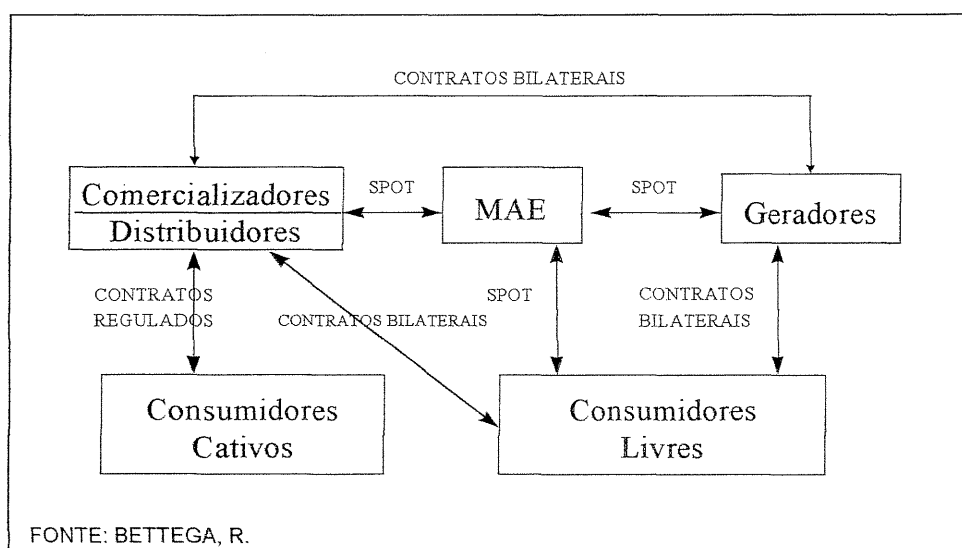 CONTRATOS BILATERAIS
Comercializadores
Distribuidores
SPOT
MAE
SPOT
Geradores
CONTRATOS
REGULADOS
CONTRATOS BILATERAIS
SPOT
CONTRATOS
BILATERAIS
Consumidores
Cativos
Consumidores
Livres
FONTE: BETTEGA, R.